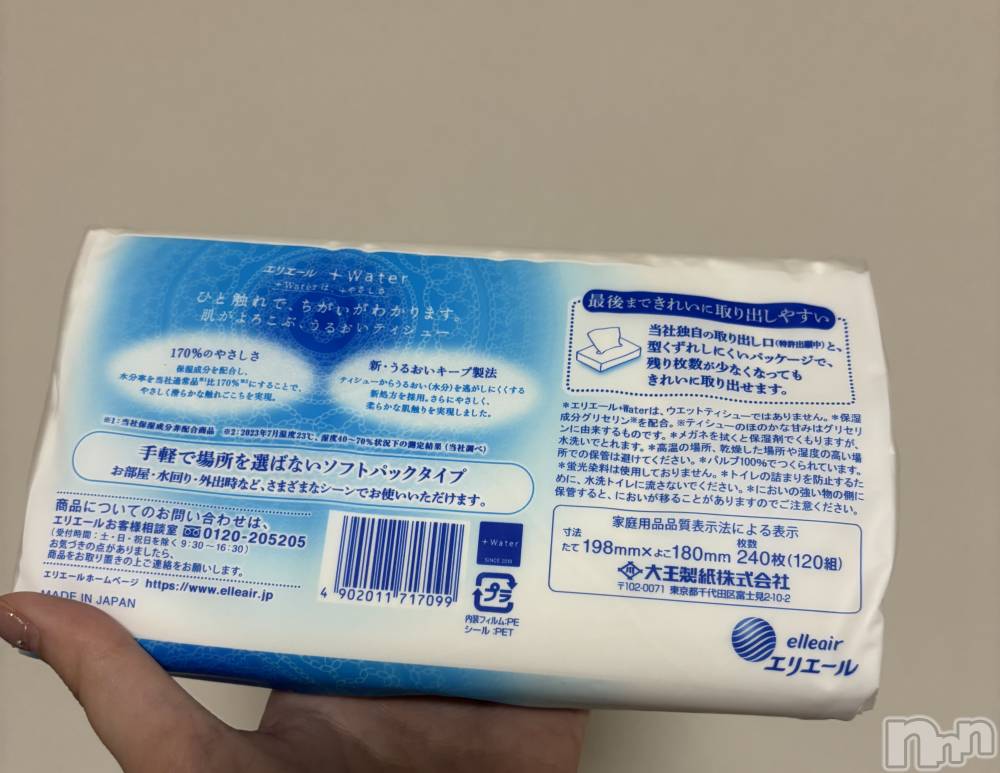 エリエール +Water
+Waterは、+やさしさ
ひと触れで、ちがいがわかります。
肌がよろこぶ、うるおいティシュー
170%のやさしさ
保湿成分を配合し、
水分率を当社通常品※1比170%※2にすることで、
やさしく滑らかな触れごこちを実現。
新・うるおいキープ製法
ティシューからうるおい(水分)を逃がしにくくする
新処方を採用。さらにやさしく、
柔らかな肌触りを実現しました。
※1:当社保湿成分非配合商品 ※2:2023年7月温度23℃、湿度40~70%状況下の測定結果(当社調べ)
手軽で場所を選ばないソフトパックタイプ
お部屋・水回り・外出時など、さまざまなシーンでお使いいただけます。
商品についてのお問い合わせは、
エリエールお客様相談室 0120-205205
(受付時間:土・日・祝日を除く9:30~16:30)
お気づきの点がありましたら、
商品をお取り置きの上ご連絡をお願いします。
エリエールホームページ https://www.elleair.jp
MADE IN JAPAN
4 902011 717099
+Water
プラ
内装フィルム:PE
シール:PET
最後まできれいに取り出しやすい
当社独自の取り出し口(特許出願中)と、
型くずれしにくいパッケージで、
残り枚数が少なくなっても
きれいに取り出せます。
*エリエール+Waterは、ウエットティシューではありません。*保湿
成分グリセリン※を配合。※ティシューのほのかな甘みはグリセリ
ンに由来するものです。*メガネを拭くと保湿剤でくもりますが、
水洗いでとれます。*高温の場所、乾燥した場所や湿度の高い場
所での保管は避けてください。*パルプ100%でつくられています。
*蛍光染料は使用しておりません。*トイレの詰まりを防止するた
めに、水洗トイレに流さないでください。*においの強い物の側に
保管すると、においが移ることがありますのでご注意ください。
家庭用品品質表示法による表示
寸法 枚数
たて198mm×よこ180mm 240枚(120組)
大王製紙株式会社
〒102-0071 東京都千代田区富士見2-10-2
elleair
エリエール
nnn